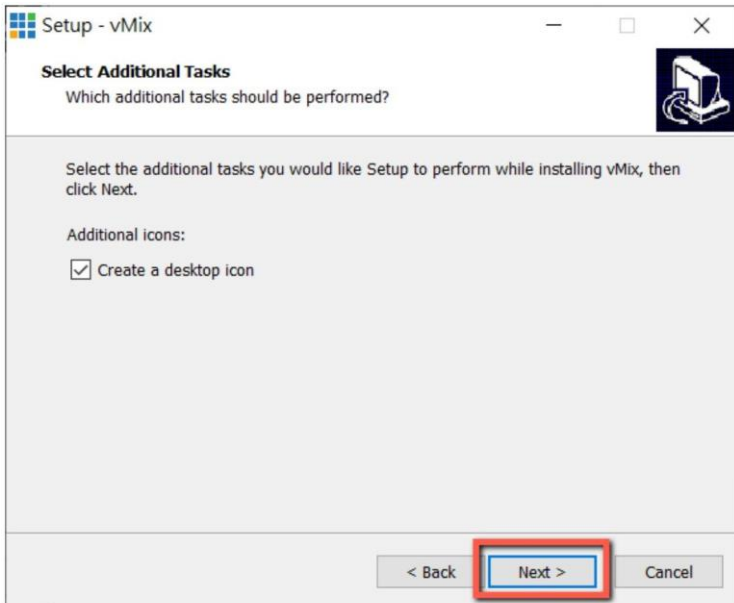 Setup - vMix
Select Additional Tasks
Which additional tasks should be performed?
Select the additional tasks you would like Setup to perform while installing vMix, then
click Next.
Additional icons:
Create a desktop icon
< Back
Next >
Cancel